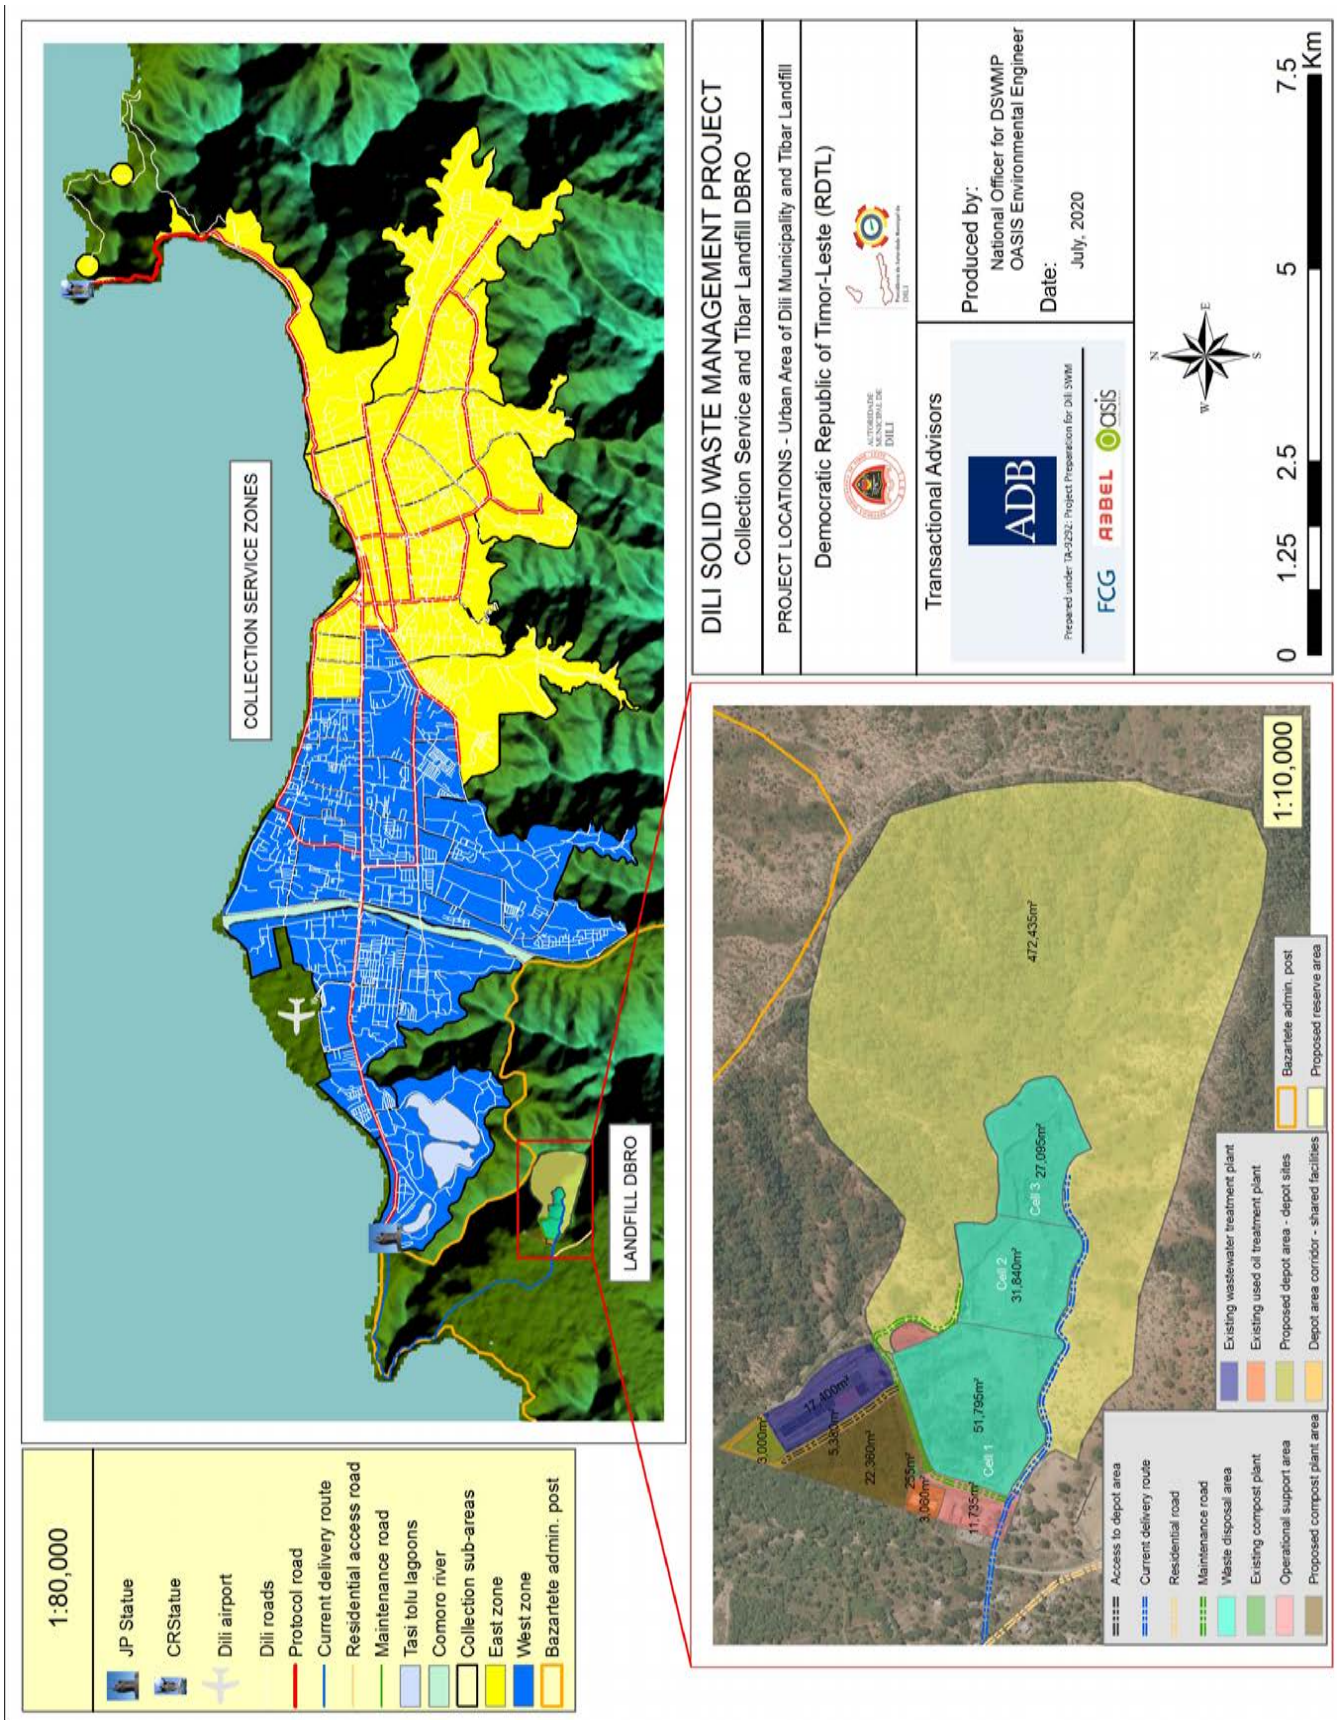 COLLECTION SERVICE ZONES
LANDFILL DBRO
1:80,000
JP Statue
CRStatue
Dili airport
Dili roads
Protocol road
Current delivery route
Residential access road
Maintenance road
Tasi tolu lagoons
Comoro river
Collection sub-areas
East zone
West zone
Bazartete admin. post
DILI SOLID WASTE MANAGEMENT PROJECT
Collection Service and Tibar Landfill DBRO
PROJECT LOCATIONS - Urban Area of Dili Municipality and Tibar Landfill
Democratic Republic of Timor-Leste (RDTL)
AUTORIDADE
MUNICIPAL DE
DILI
DILI
Transactional Advisors
ADB
Prepared under TA-9292: Project Preparation for Dili SWM
FCG
ABBEL
Oasis
Produced by:
National Officer for DSWMP
OASIS Environmental Engineer
Date:
July, 2020
N
W
E
S
0
1.25
2.5
5
7.5
Km
3,000m²
17,400m²
5,380m²
22,360m²
255m²
3,060m²
11,735m²
Cell 1
51,795m²
Cell 2
31,840m²
Cell 3
27,095m²
472,435m²
1:10,000
Access to depot area
Current delivery route
Residential road
Maintenance road
Waste disposal area
Existing compost plant
Operational support area
Proposed compost plant area
Existing wastewater treatment plant
Existing used oil treatment plant
Proposed depot area - depot sites
Depot area corridor - shared facilities
Bazartete admin. post
Proposed reserve area